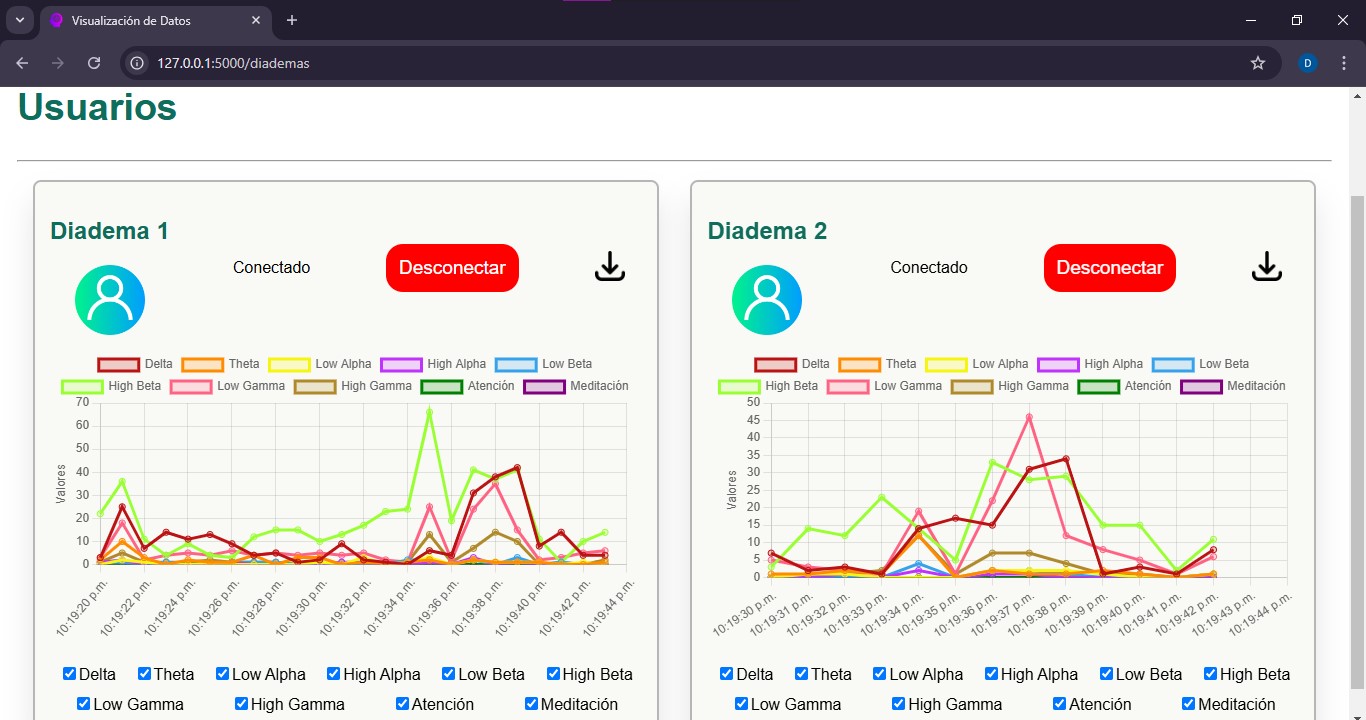 Visualización de Datos
127.0.0.1:5000/diademas
D
Usuarios
Diadema 1
Conectado
Desconectar
Delta Theta Low Alpha High Alpha Low Beta
High Beta Low Gamma High Gamma Atención Meditación
70
60
50
40
30
20
10
0
Valores
10:19:20 p.m. 10:19:22 p.m. 10:19:24 p.m. 10:19:26 p.m. 10:19:28 p.m. 10:19:30 p.m. 10:19:32 p.m. 10:19:34 p.m. 10:19:36 p.m. 10:19:38 p.m. 10:19:40 p.m. 10:19:42 p.m. 10:19:44 p.m.
Delta Theta Low Alpha High Alpha Low Beta High Beta
Low Gamma High Gamma Atención Meditación
Diadema 2
Conectado
Desconectar
Delta Theta Low Alpha High Alpha Low Beta
High Beta Low Gamma High Gamma Atención Meditación
50
45
40
35
30
25
20
15
10
5
0
Valores
10:19:30 p.m. 10:19:31 p.m. 10:19:32 p.m. 10:19:33 p.m. 10:19:34 p.m. 10:19:35 p.m. 10:19:36 p.m. 10:19:37 p.m. 10:19:38 p.m. 10:19:39 p.m. 10:19:40 p.m. 10:19:41 p.m. 10:19:42 p.m. 10:19:43 p.m. 10:19:44 p.m.
Delta Theta Low Alpha High Alpha Low Beta High Beta
Low Gamma High Gamma Atención Meditación